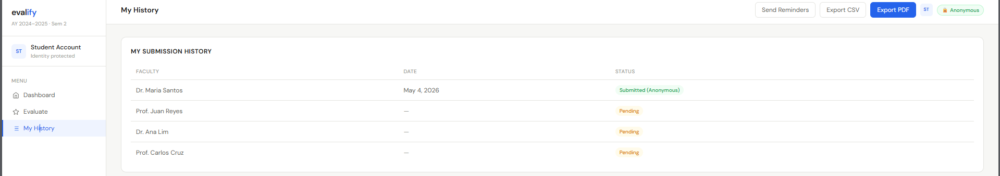 evalify
AY 2024–2025 · Sem 2
ST
Student Account
Identity protected
MENU
Dashboard
Evaluate
My History
My History
Send Reminders
Export CSV
Export PDF
ST
🔒 Anonymous
MY SUBMISSION HISTORY
FACULTY DATE STATUS
Dr. Maria Santos May 4, 2026 Submitted (Anonymous)
Prof. Juan Reyes — Pending
Dr. Ana Lim — Pending
Prof. Carlos Cruz — Pending